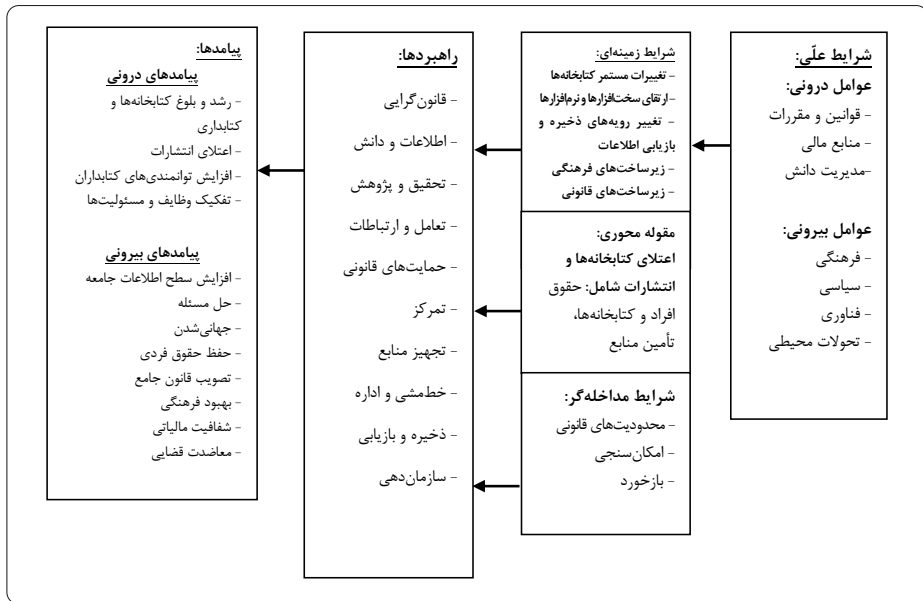 شرایط علّی:
عوامل درونی:
- قوانین و مقررات
- منابع مالی
-مدیریت دانش
عوامل بیرونی:
- فرهنگی
- سیاسی
- فناوری
- تحولات محیطی
شرایط زمینه‌ای:
- تغییرات مستمر کتابخانه‌ها
-ارتقای سخت‌افزارها و نرم‌افزارها
- تغییر رویه‌های ذخیره و
بازیابی اطلاعات
- زیرساخت‌های فرهنگی
- زیرساخت‌های قانونی
مقوله محوری:
اعتلای کتابخانه‌ها و
انتشارات شامل: حقوق
افراد و کتابخانه‌ها،
تأمین منابع
شرایط مداخله‌گر:
- محدودیت‌های قانونی
- امکان‌سنجی
- بازخورد
راهبردها:
- قانون‌گرایی
- اطلاعات و دانش
- تحقیق و پژوهش
- تعامل و ارتباطات
- حمایت‌های قانونی
- تمرکز
- تجهیز منابع
- خط‌مشی و اداره
- ذخیره و بازیابی
- سازمان‌دهی
پیامدها:
پیامدهای درونی
- رشد و بلوغ کتابخانه‌ها و
کتابداری
- اعتلای انتشارات
- افزایش توانمندی‌های کتابداران
- تفکیک وظایف و مسئولیت‌ها
پیامدهای بیرونی
- افزایش سطح اطلاعات جامعه
- حل مسئله
- جهانی‌شدن
- حفظ حقوق فردی
- تصویب قانون جامع
- بهبود فرهنگی
- شفافیت مالیاتی
- معاضدت قضایی